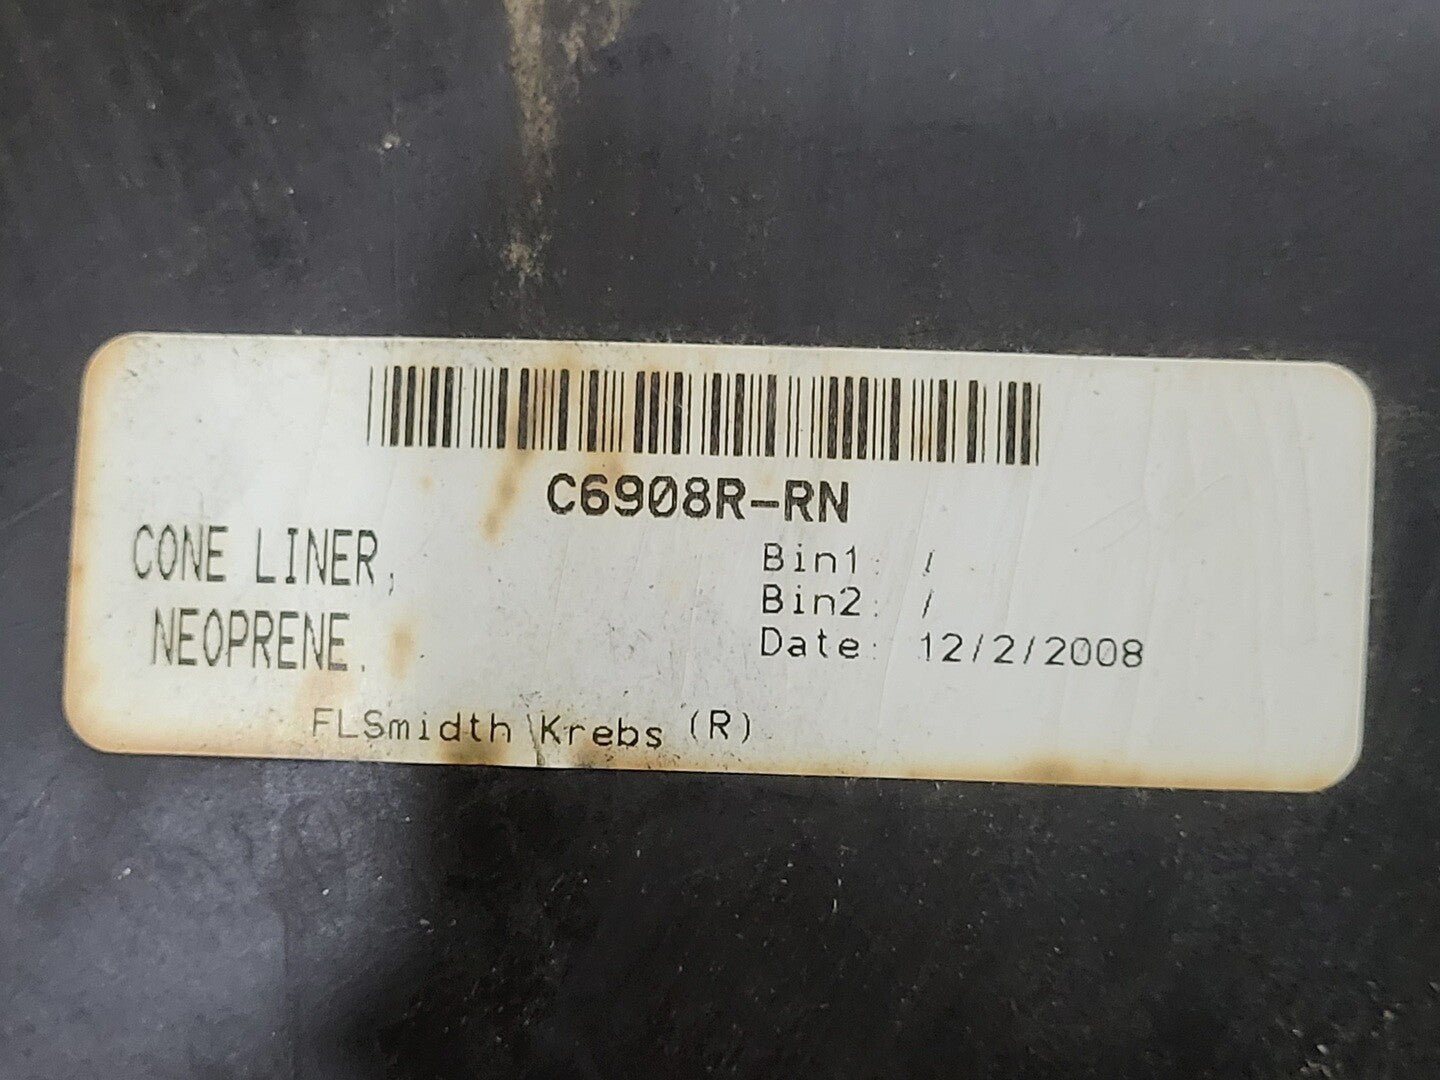 C6908R-RN
CONE LINER,
NEOPRENE.
Bin1: /
Bin2: /
Date: 12/2/2008
FLSmidth Krebs (R)